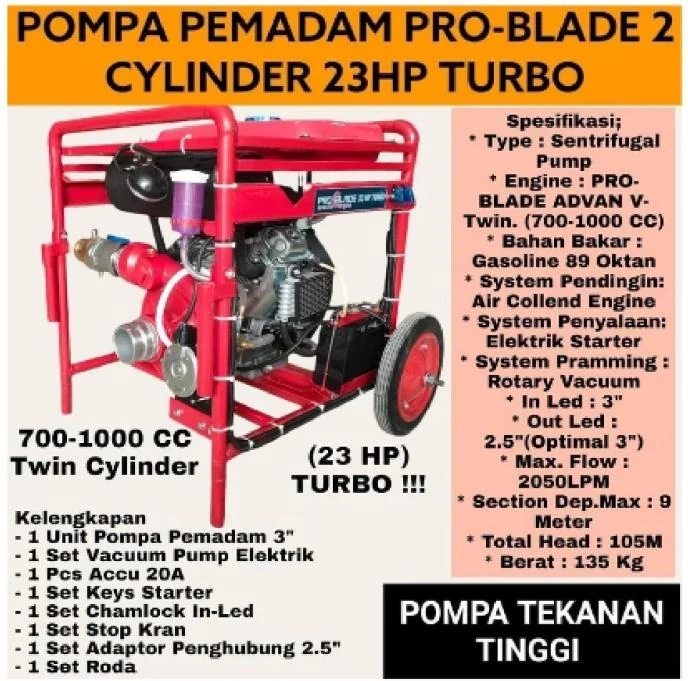 POMPA PEMADAM PRO-BLADE 2
CYLINDER 23HP TURBO
PRO BLADE 23 HP TURBO
Spesifikasi;
* Type : Sentrifugal
Pump
* Engine : PRO-
BLADE ADVAN V-
Twin. (700-1000 CC)
* Bahan Bakar :
Gasoline 89 Oktan
* System Pendingin:
Air Collend Engine
* System Penyalaan:
Elektrik Starter
* System Pramming :
Rotary Vacuum
* In Led : 3"
* Out Led :
2.5"(Optimal 3")
* Max. Flow :
2050LPM
* Section Dep.Max : 9
Meter
* Total Head : 105M
* Berat : 135 Kg
700-1000 CC
Twin Cylinder
(23 HP)
TURBO !!!
Kelengkapan
- 1 Unit Pompa Pemadam 3"
- 1 Set Vacuum Pump Elektrik
- 1 Pcs Accu 20A
- 1 Set Keys Starter
- 1 Set Chamlock In-Led
- 1 Set Stop Kran
- 1 Set Adaptor Penghubung 2.5"
- 1 Set Roda
POMPA TEKANAN
TINGGI